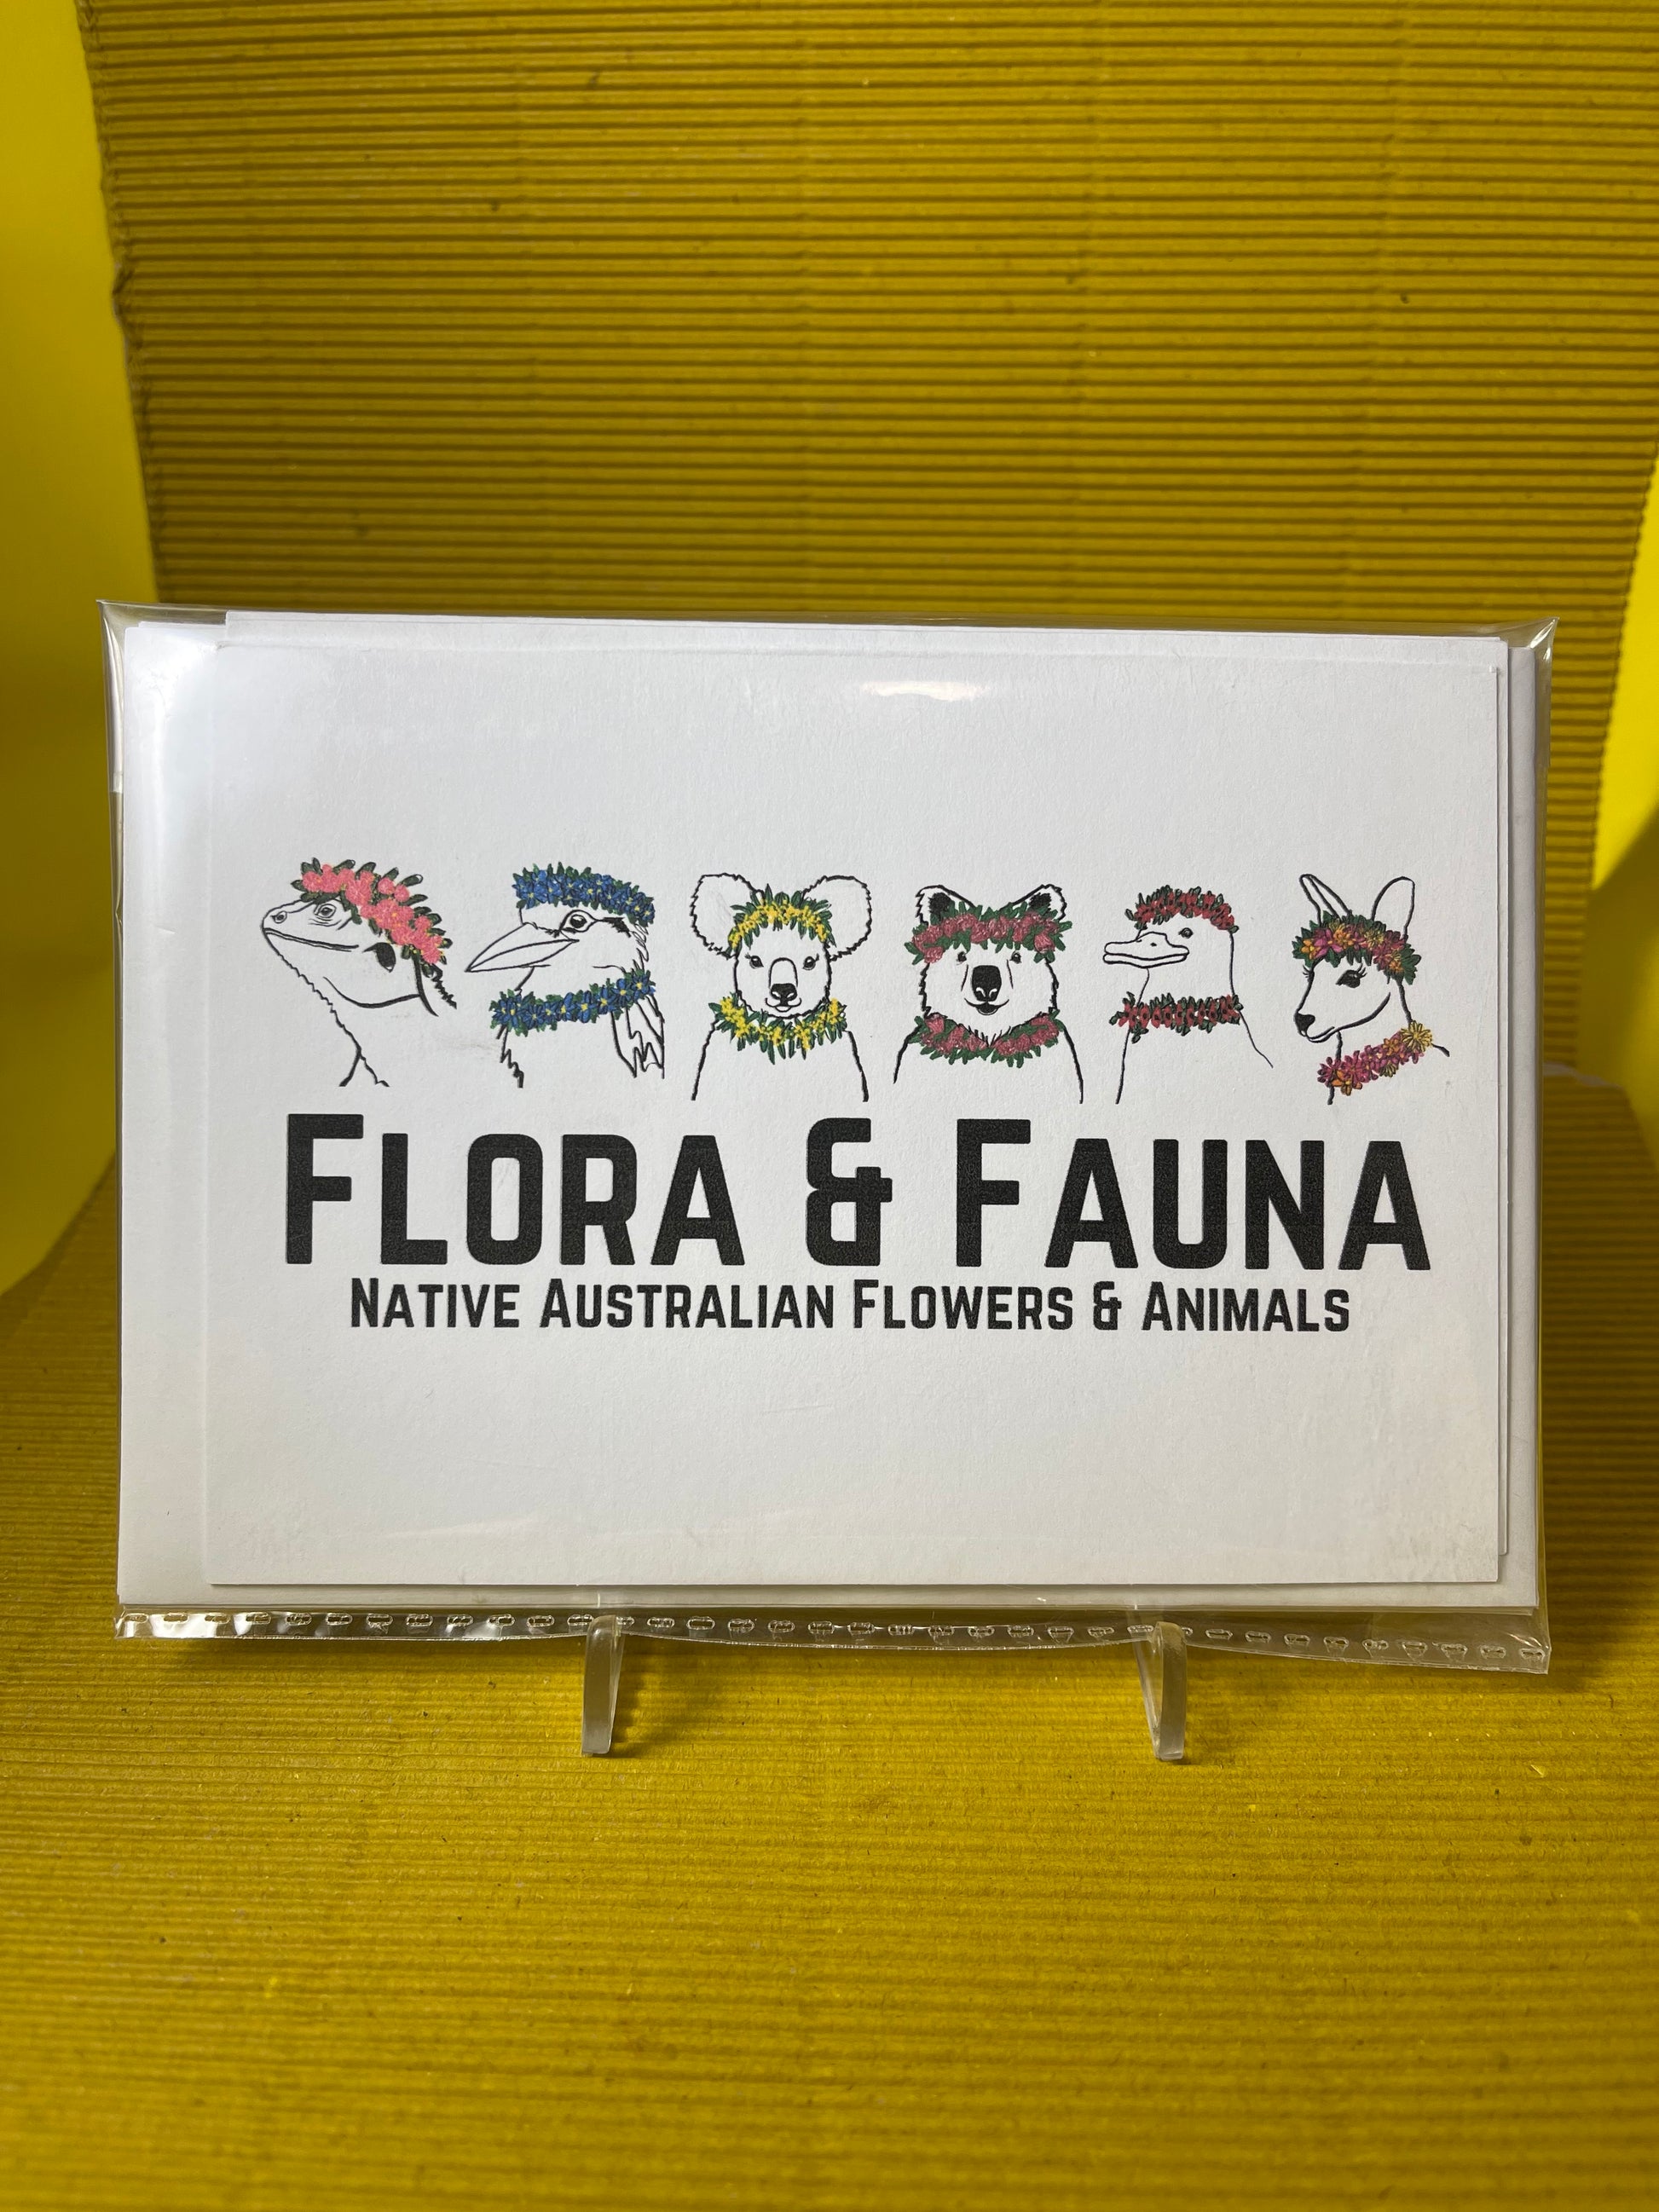 FLORA & FAUNA
NATIVE AUSTRALIAN FLOWERS & ANIMALS